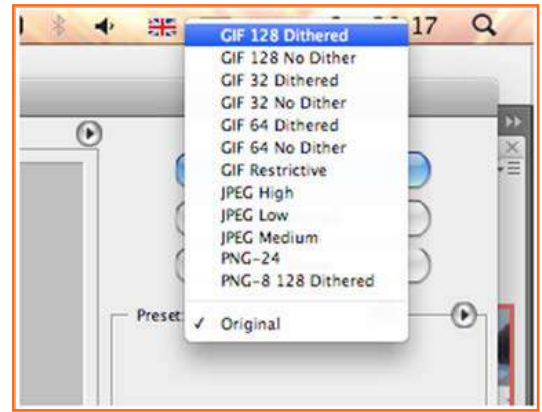 17
GIF 128 Dithered
GIF 128 No Dither
GIF 32 Dithered
GIF 32 No Dither
GIF 64 Dithered
GIF 64 No Dither
GIF Restrictive
JPEG High
JPEG Low
JPEG Medium
PNG-24
PNG-8 128 Dithered
Preset:
✓ Original